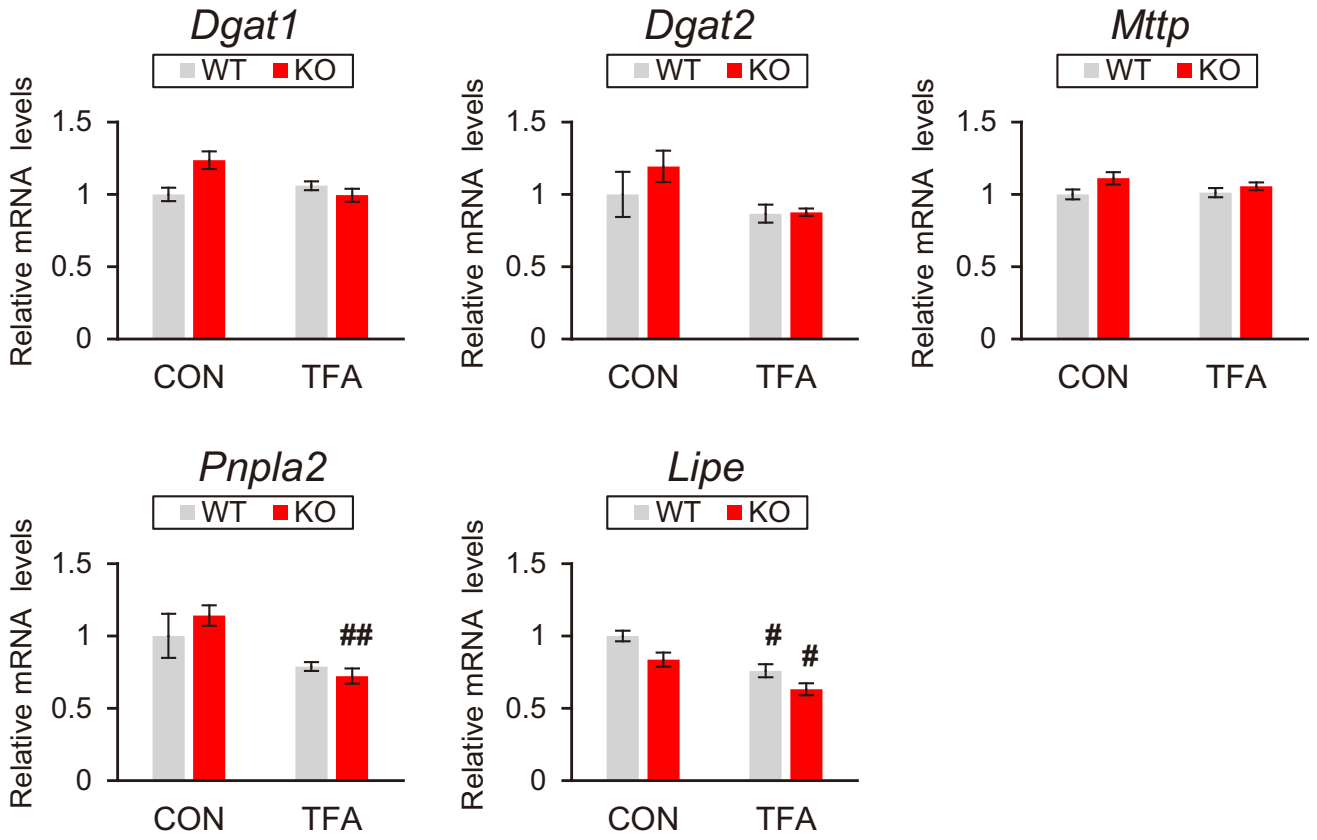 Dgat1
WT KO
Relative mRNA levels
1.5
1
0.5
0
CON TFA
Dgat2
WT KO
Relative mRNA levels
1.5
1
0.5
0
CON TFA
Mttp
WT KO
Relative mRNA levels
1.5
1
0.5
0
CON TFA
Pnpla2
WT KO
Relative mRNA levels
1.5
1
0.5
0
##
CON TFA
Lipe
WT KO
Relative mRNA levels
1.5
1
0.5
0
#
#
CON TFA